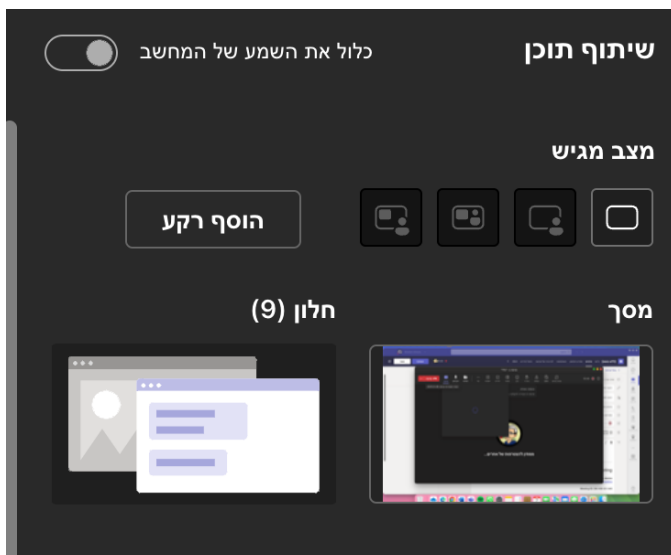 שיתוף תוכן
כלול את השמע של המחשב
מצב מגיש
הוסף רקע
מסך
חלון (9)